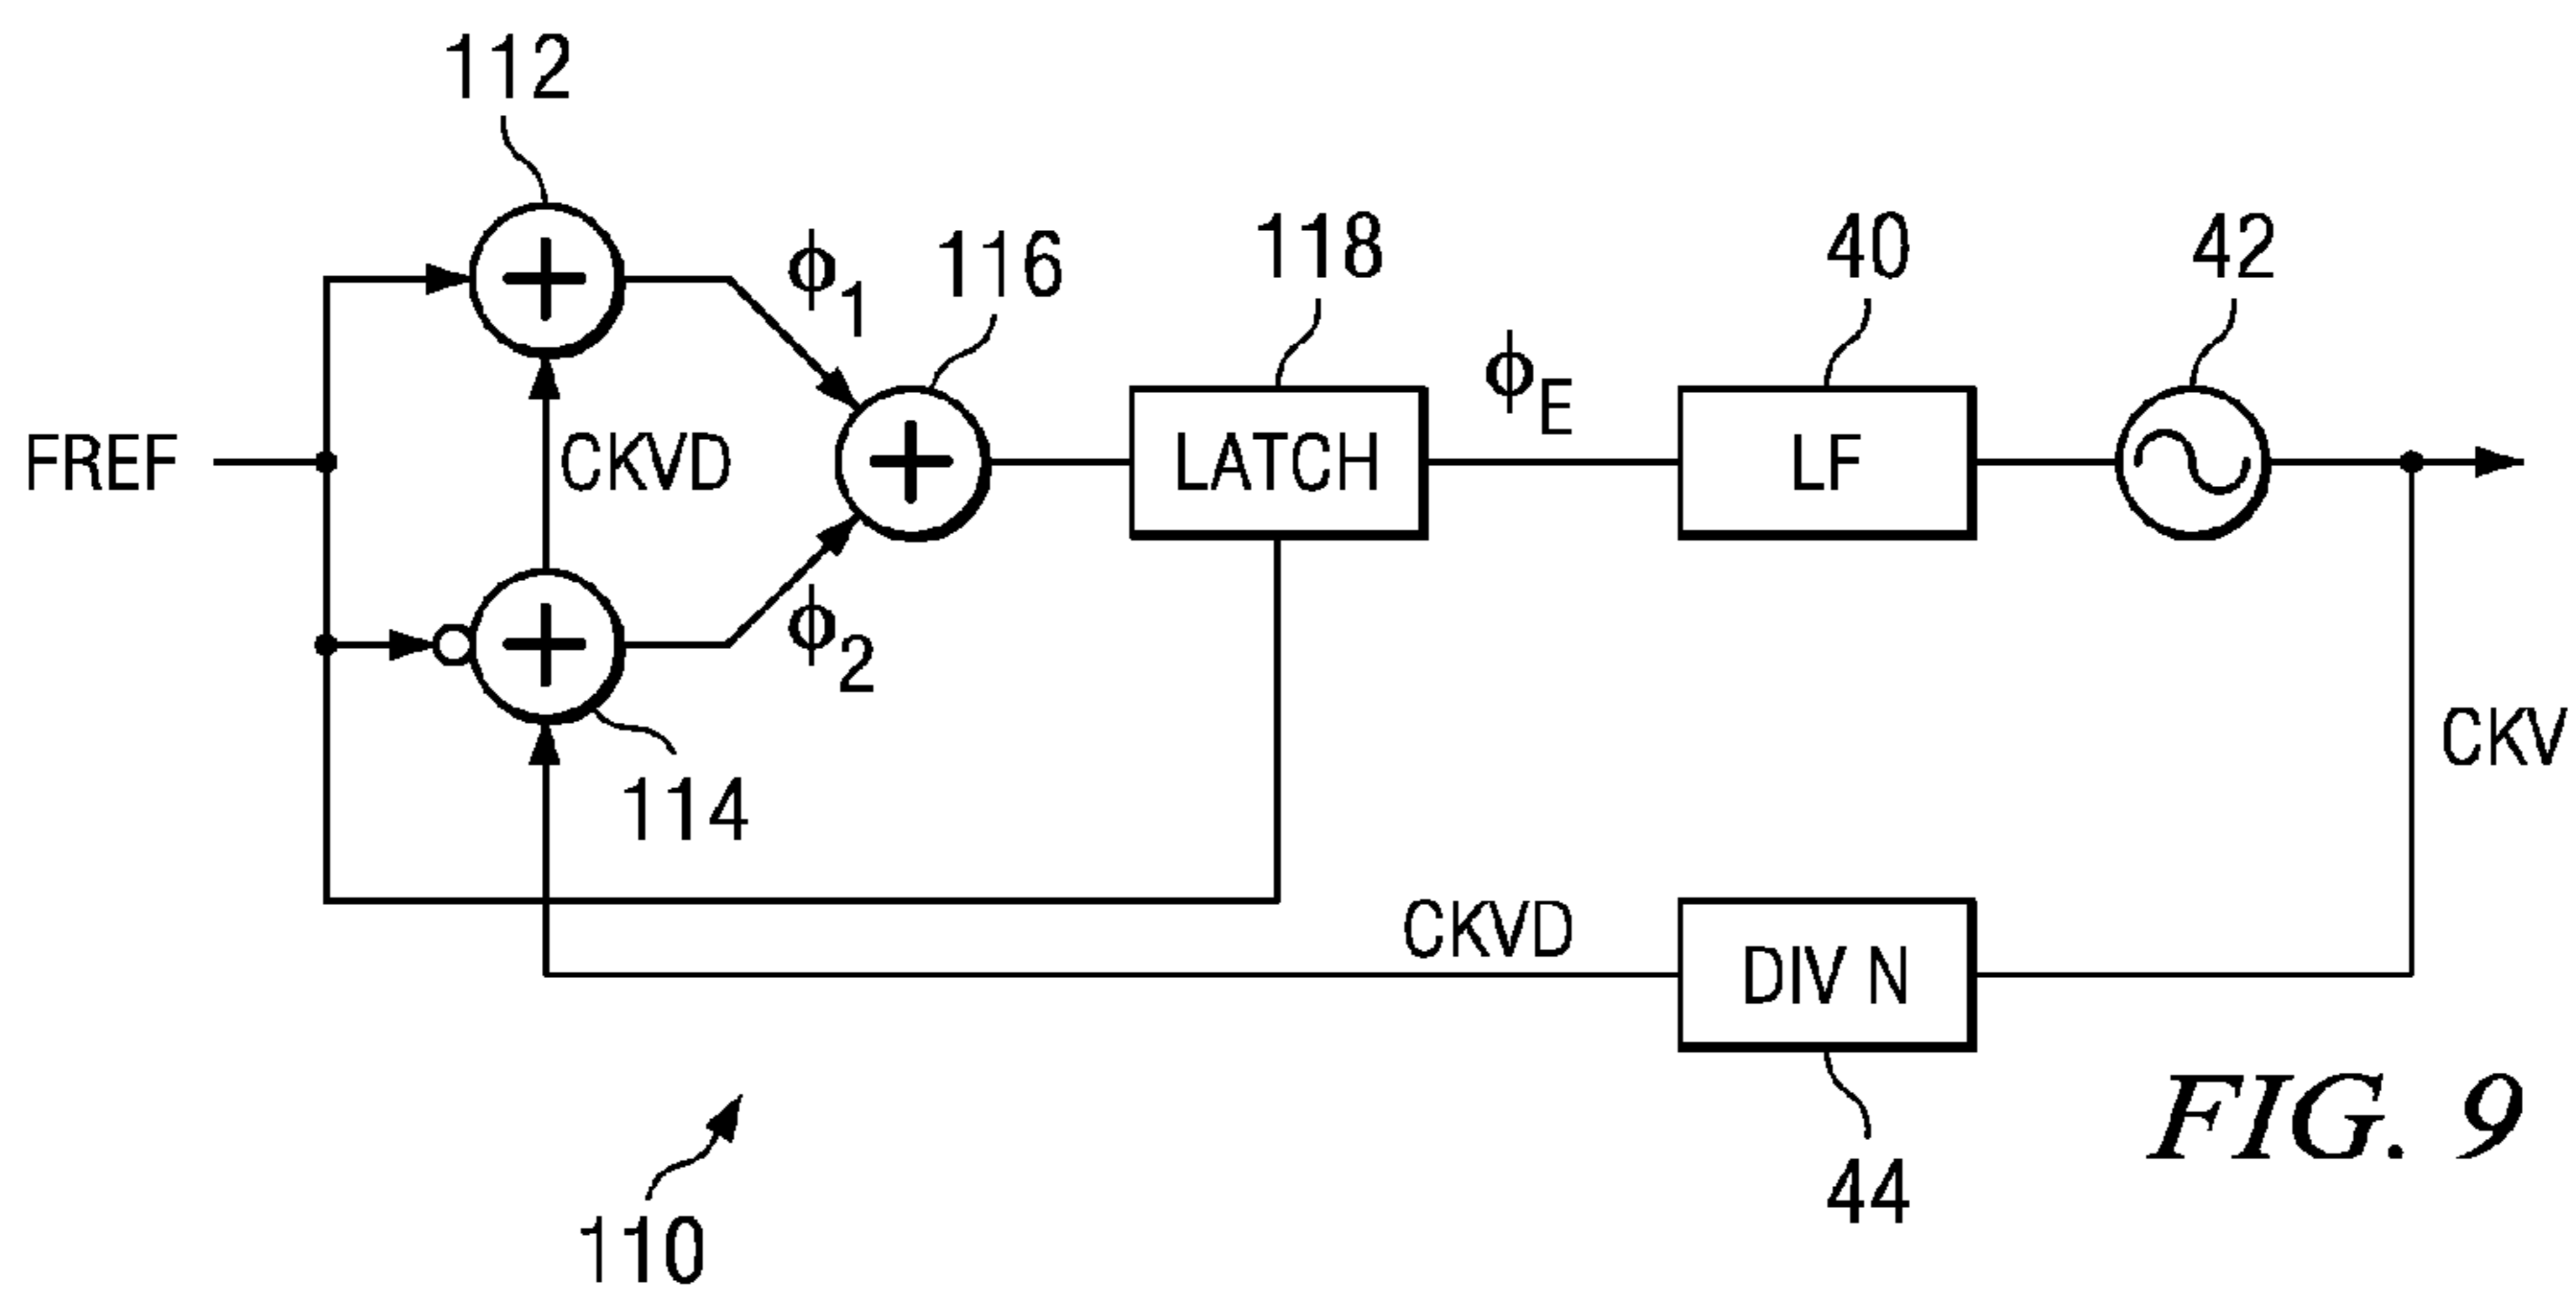 112
ϕ1
116
118
ϕE
40
42
FREF
CKVD
LATCH
LF
ϕ2
114
CKV
CKVD
DIV N
44
110
FIG. 9